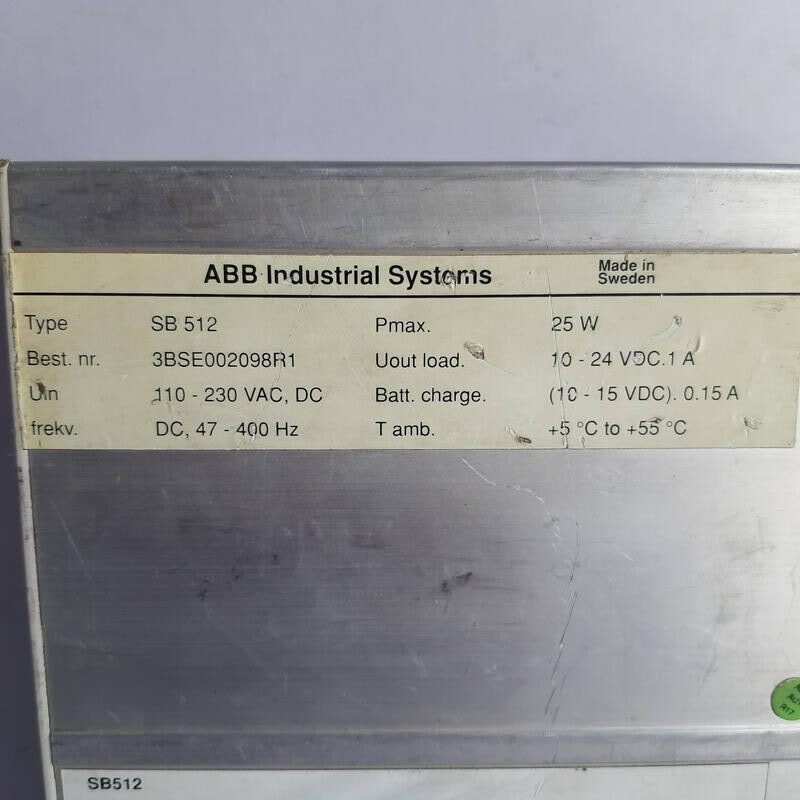 ABB Industrial Systems
Made in
Sweden
Type SB 512 Pmax. 25 W
Best. nr. 3BSE002098R1 Uout load. 10 - 24 VDC.1 A
Uin 110 - 230 VAC, DC Batt. charge. (10 - 15 VDC). 0.15 A
frekv. DC, 47 - 400 Hz T amb. +5 °C to +55 °C
R17
SB512